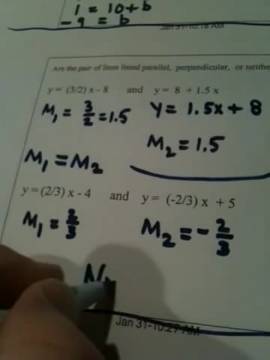 1 = 10 + b
-9 = b
Are the pair of lines listed parallel, perpendicular, or neither
y = (3/2) x - 8 and y = 8 + 1.5 x
M₁ = 3/2 = 1.5 y = 1.5x + 8
M₂ = 1.5
M₁ = M₂
y = (2/3) x - 4 and y = (-2/3) x + 5
M₁ = 2/3 M₂ = -2/3
Jan 31-10:27 AM